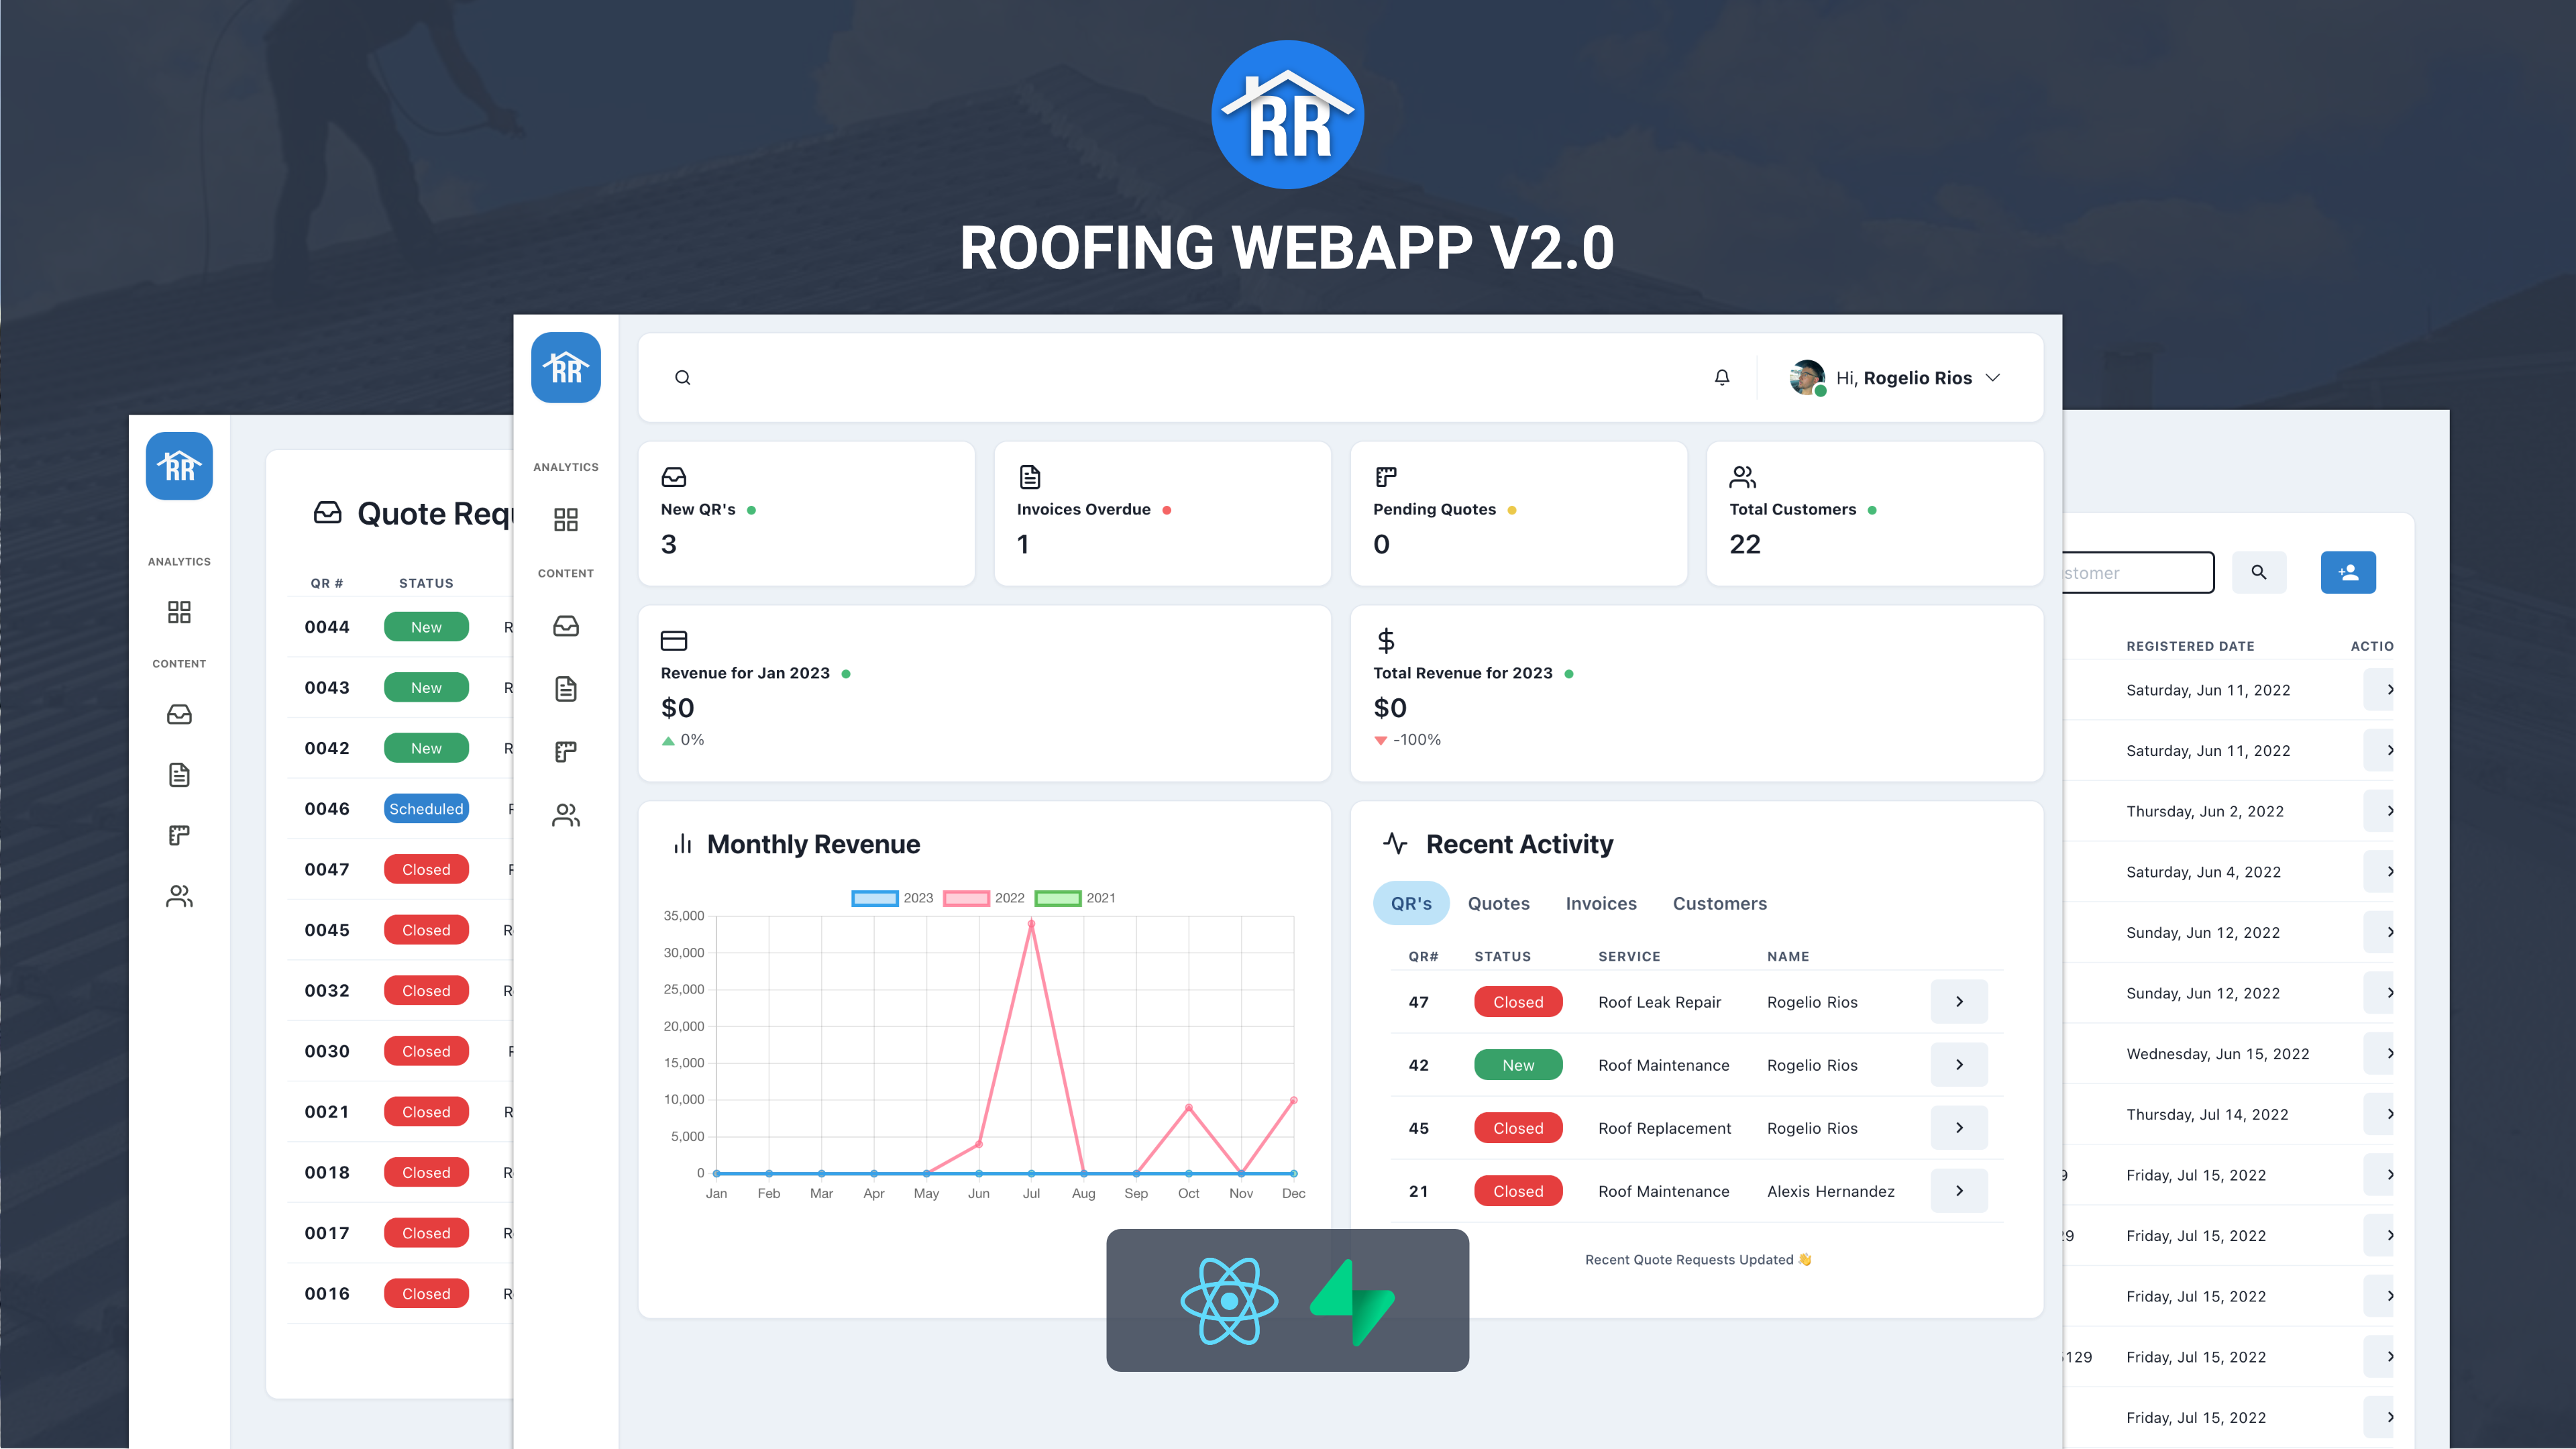 RR
ROOFING WEBAPP V2.0
RR
ANALYTICS
CONTENT
Quote Requ
QR # STATUS
0044 New R
0043 New R
0042 New R
0046 Scheduled
0047 Closed
0045 Closed R
0032 Closed R
0030 Closed
0021 Closed R
0018 Closed R
0017 Closed R
0016 Closed R
RR
ANALYTICS
CONTENT
Hi, Rogelio Rios
New QR's
3
Invoices Overdue
1
Pending Quotes
0
Total Customers
22
Revenue for Jan 2023
$0
0%
Total Revenue for 2023
$0
-100%
Monthly Revenue
2023 2022 2021
35,000
30,000
25,000
20,000
15,000
10,000
5,000
0
Jan Feb Mar Apr May Jun Jul Aug Sep Oct Nov Dec
Recent Activity
QR's Quotes Invoices Customers
QR# STATUS SERVICE NAME
47 Closed Roof Leak Repair Rogelio Rios
42 New Roof Maintenance Rogelio Rios
45 Closed Roof Replacement Rogelio Rios
21 Closed Roof Maintenance Alexis Hernandez
Recent Quote Requests Updated 👋
stomer
REGISTERED DATE ACTIO
Saturday, Jun 11, 2022
Saturday, Jun 11, 2022
Thursday, Jun 2, 2022
Saturday, Jun 4, 2022
Sunday, Jun 12, 2022
Sunday, Jun 12, 2022
Wednesday, Jun 15, 2022
Thursday, Jul 14, 2022
9 Friday, Jul 15, 2022
29 Friday, Jul 15, 2022
Friday, Jul 15, 2022
129 Friday, Jul 15, 2022
Friday, Jul 15, 2022